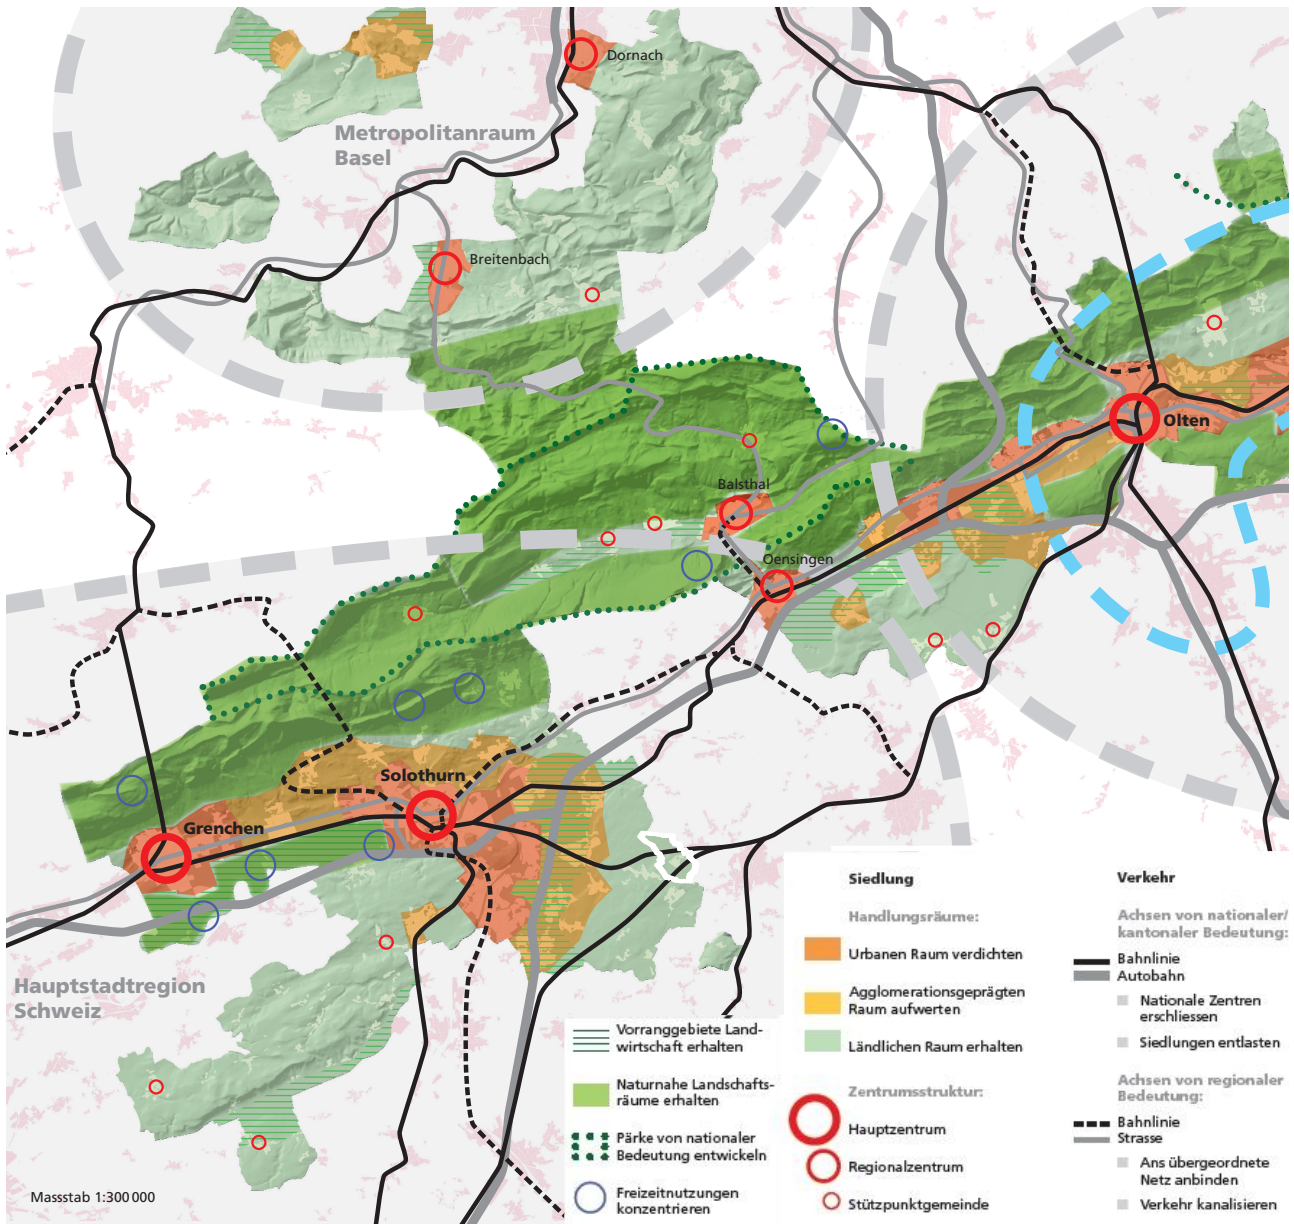 Dornach
Metropolitanraum
Basel
Breitenbach
Olten
Balsthal
Oensingen
Solothurn
Grenchen
Hauptstadtregion
Schweiz
Massstab 1:300 000
Vorranggebiete Land-
wirtschaft erhalten
Naturnahe Landschafts-
räume erhalten
Pärke von nationaler
Bedeutung entwickeln
Freizeitnutzungen
konzentrieren
Siedlung
Handlungsräume:
Urbanen Raum verdichten
Agglomerationsgeprägten
Raum aufwerten
Ländlichen Raum erhalten
Zentrumsstruktur:
Hauptzentrum
Regionalzentrum
Stützpunktgemeinde
Verkehr
Achsen von nationaler/
kantonaler Bedeutung:
Bahnlinie
Autobahn
Nationale Zentren
erschliessen
Siedlungen entlasten
Achsen von regionaler
Bedeutung:
Bahnlinie
Strasse
Ans übergeordnete
Netz anbinden
Verkehr kanalisieren